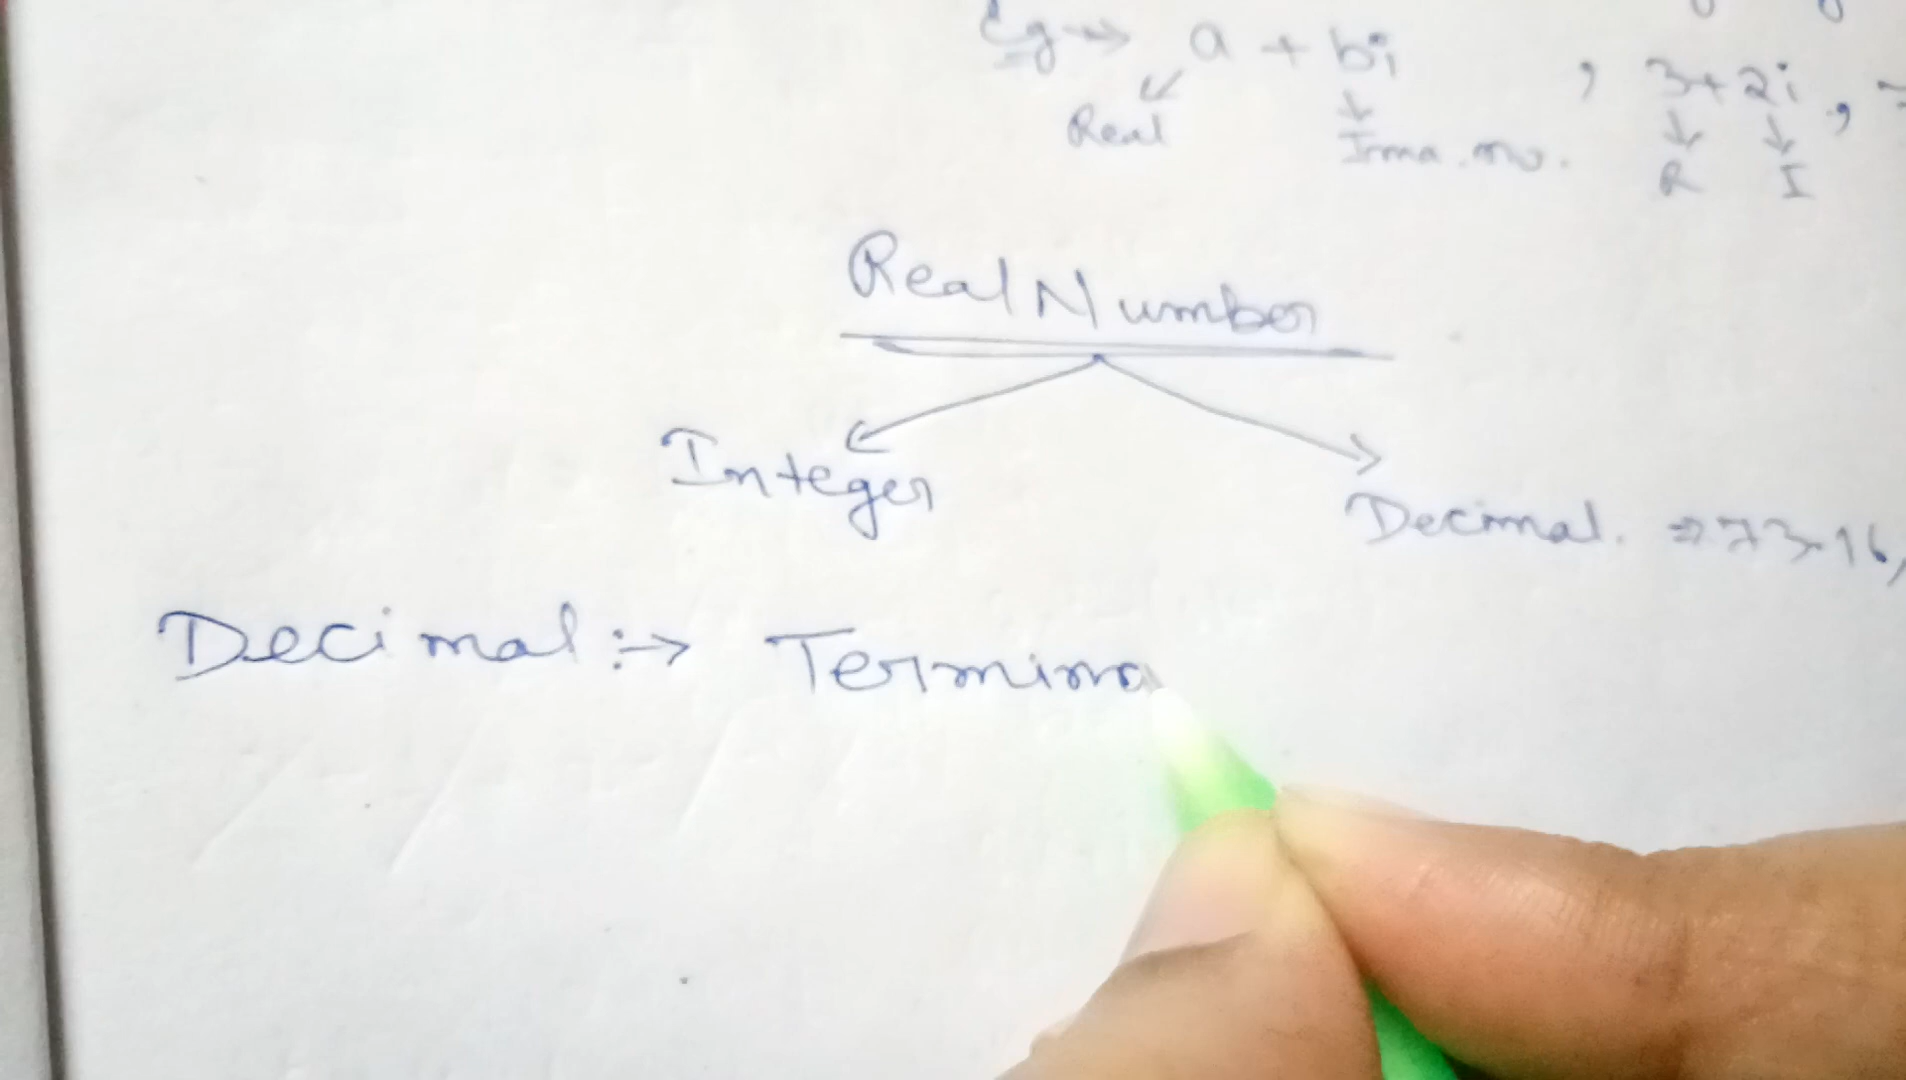 Eg → a + bi , 3+2i ,
Real Ima. no. R I
Real Number
Integer
Decimal. ⇒ 73.16,
Decimal :→ Termina